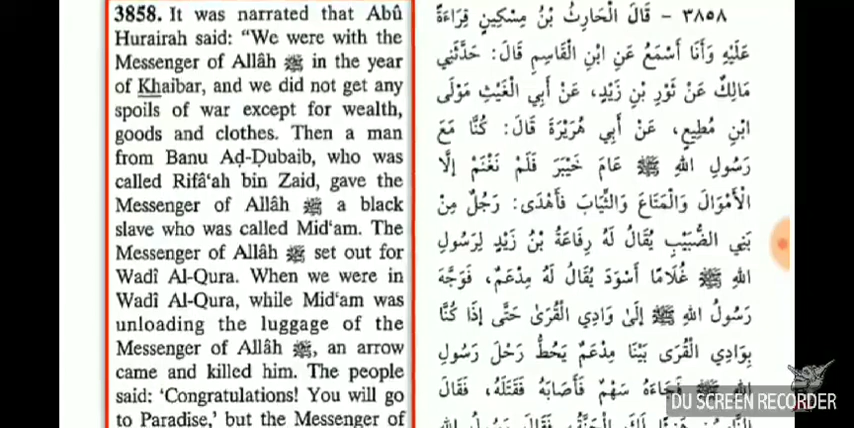 3858. It was narrated that Abû
Hurairah said: “We were with the
Messenger of Allâh ﷺ in the year
of Khaibar, and we did not get any
spoils of war except for wealth,
goods and clothes. Then a man
from Banu Aḍ-Ḍubaib, who was
called Rifâ‘ah bin Zaid, gave the
Messenger of Allâh ﷺ a black
slave who was called Mid‘am. The
Messenger of Allâh ﷺ set out for
Wadî Al-Qura. When we were in
Wadî Al-Qura, while Mid‘am was
unloading the luggage of the
Messenger of Allâh ﷺ, an arrow
came and killed him. The people
said: ‘Congratulations! You will go
to Paradise,’ but the Messenger of
٣٨٥٨ - قَالَ الْحَارِثُ بْنُ مِسْكِينٍ قِرَاءَةً
عَلَيْهِ وَأَنَا أَسْمَعُ عَنِ ابْنِ الْقَاسِمِ قَالَ: حَدَّثَنِي
مَالِكٌ عَنْ ثَوْرِ بْنِ زَيْدٍ، عَنْ أَبِي الْغَيْثِ مَوْلَى
ابْنِ مُطِيعٍ، عَنْ أَبِي هُرَيْرَةَ قَالَ: كُنَّا مَعَ
رَسُولِ اللهِ ﷺ عَامَ خَيْبَرَ فَلَمْ نَغْنَمْ إِلَّا
الْأَمْوَالَ وَالْمَتَاعَ وَالثِّيَابَ فَأَهْدَى: رَجُلٌ مِنْ
بَنِي الضُّبَيْبِ يُقَالُ لَهُ رِفَاعَةُ بْنُ زَيْدٍ لِرَسُولِ
اللهِ ﷺ غُلَامًا أَسْوَدَ يُقَالُ لَهُ مِدْعَمٌ، فَوَجَّهَ
رَسُولُ اللهِ ﷺ إِلَىٰ وَادِي الْقُرَىٰ حَتَّى إِذَا كُنَّا
بِوَادِي الْقُرَى بَيْنَا مِدْعَمٌ يَحُطُّ رَحْلَ رَسُولِ
اللهِ ﷺ فَجَاءَهُ سَهْمٌ فَأَصَابَهُ فَقَتَلَهُ، فَقَالَ
DU SCREEN RECORDER